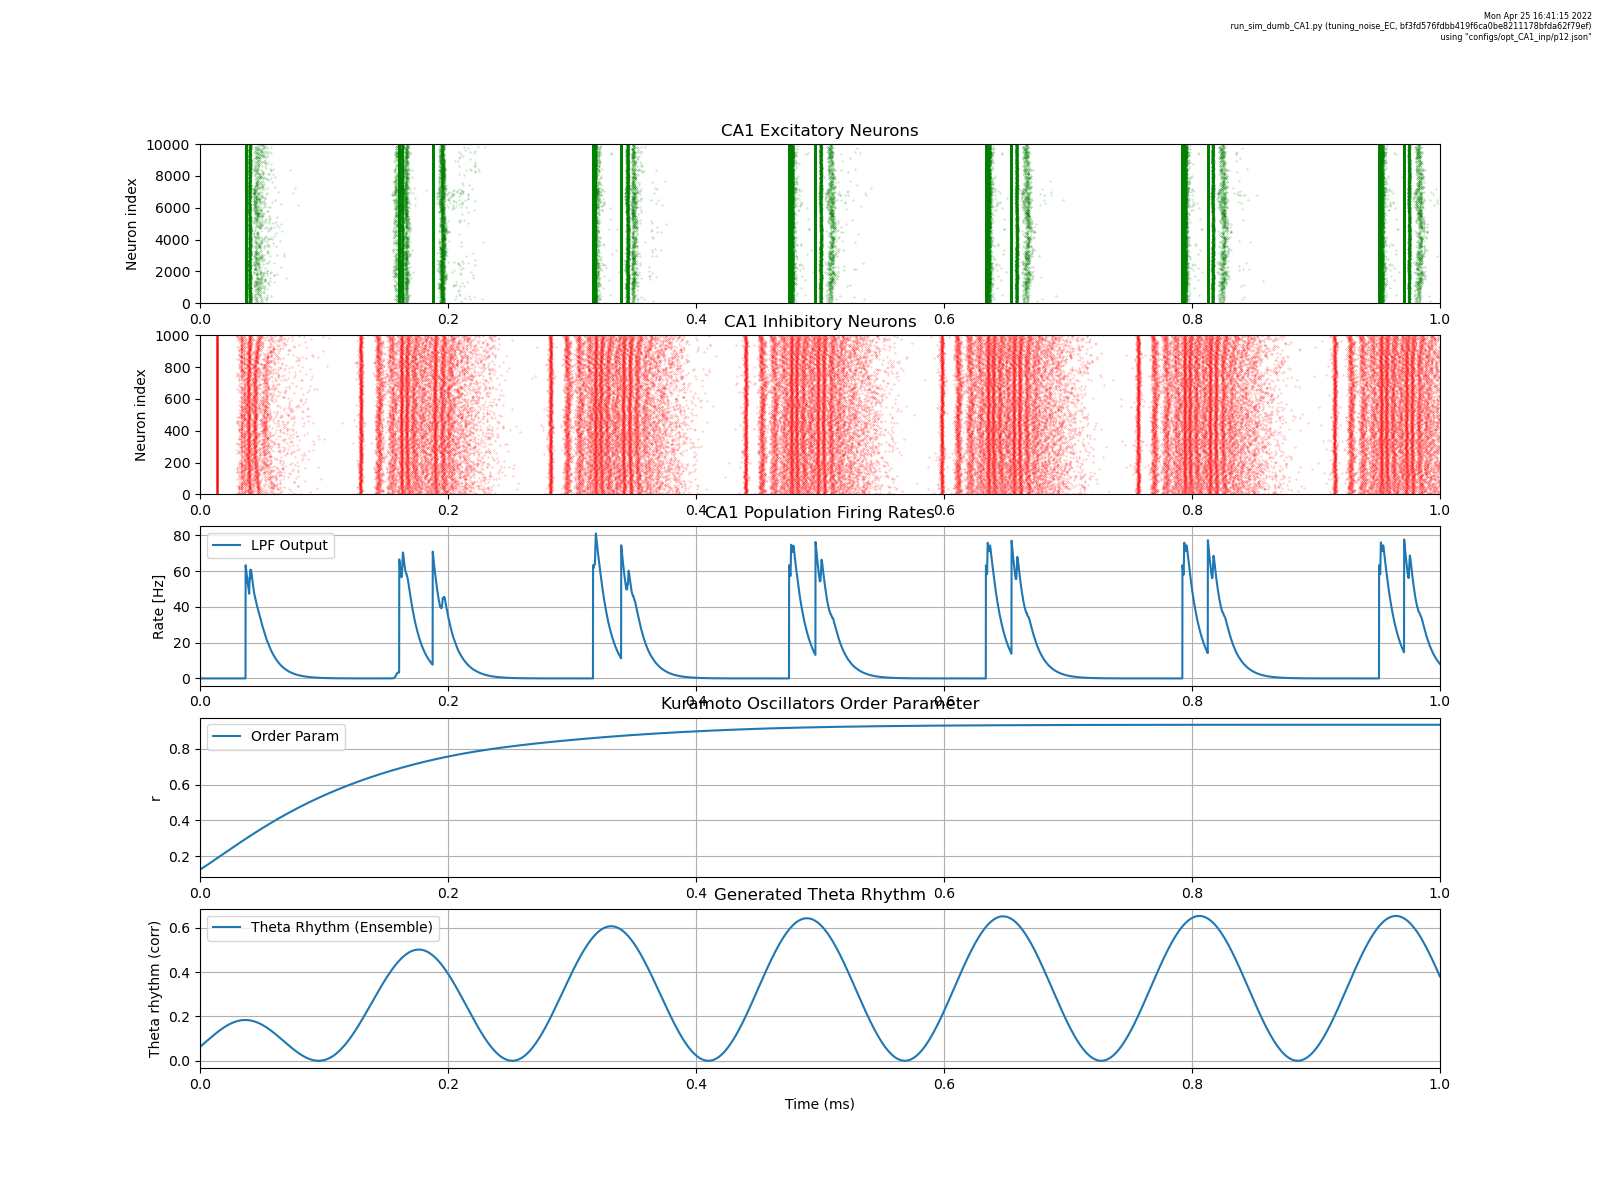 Mon Apr 25 16:41:15 2022
run_sim_dumb_CA1.py (tuning_noise_EC, bf3fd576fdbb419f6ca0be8211178bfda62f79ef)
using "configs/opt_CA1_inp/p12.json"
CA1 Excitatory Neurons
Neuron index
10000
8000
6000
4000
2000
0
0.0 0.2 0.4 0.6 0.8 1.0
CA1 Inhibitory Neurons
Neuron index
1000
800
600
400
200
0
0.0 0.2 0.4 0.6 0.8 1.0
CA1 Population Firing Rates
LPF Output
Rate [Hz]
80
60
40
20
0
0.0 0.2 0.4 0.6 0.8 1.0
Kuramoto Oscillators Order Parameter
Order Param
r
0.8
0.6
0.4
0.2
0.0 0.2 0.4 0.6 0.8 1.0
Generated Theta Rhythm
Theta Rhythm (Ensemble)
Theta rhythm (corr)
0.6
0.4
0.2
0.0
0.0 0.2 0.4 0.6 0.8 1.0
Time (ms)